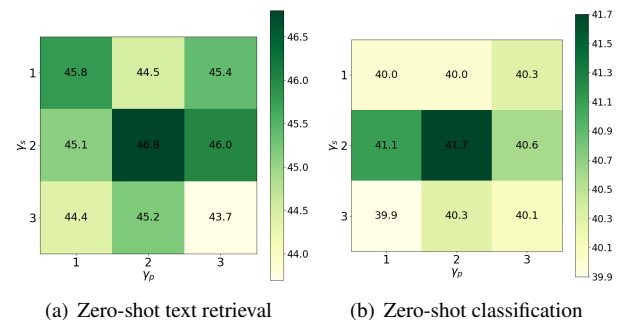 1 45.8 44.5 45.4
γs 2 45.1 46.8 46.0
3 44.4 45.2 43.7
1 2 3
γp
46.5
46.0
45.5
45.0
44.5
44.0
(a) Zero-shot text retrieval
1 40.0 40.0 40.3
γs 2 41.1 41.7 40.6
3 39.9 40.3 40.1
1 2 3
γp
41.7
41.5
41.3
41.1
40.9
40.7
40.5
40.3
40.1
39.9
(b) Zero-shot classification